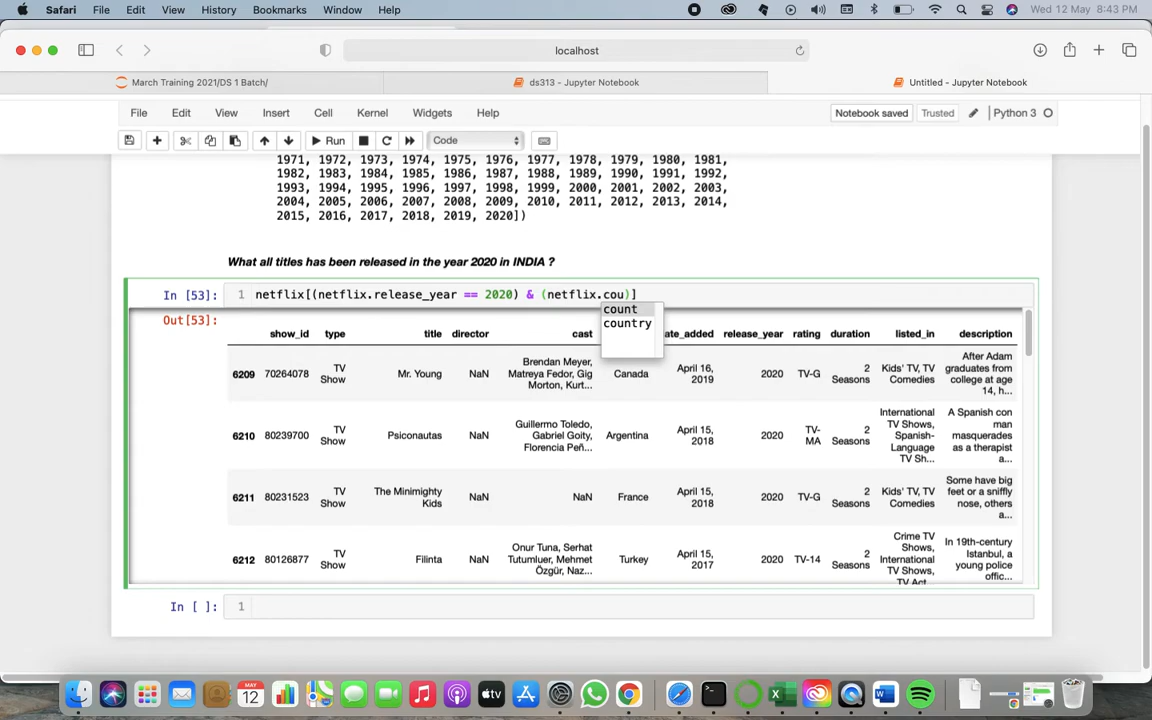 Safari File Edit View History Bookmarks Window Help Wed 12 May 8:43 PM
localhost
March Training 2021/DS 1 Batch/ ds313 - Jupyter Notebook Untitled - Jupyter Notebook
File Edit View Insert Cell Kernel Widgets Help Notebook saved Trusted Python 3
Run Code
1971, 1972, 1973, 1974, 1975, 1976, 1977, 1978, 1979, 1980, 1981,
1982, 1983, 1984, 1985, 1986, 1987, 1988, 1989, 1990, 1991, 1992,
1993, 1994, 1995, 1996, 1997, 1998, 1999, 2000, 2001, 2002, 2003,
2004, 2005, 2006, 2007, 2008, 2009, 2010, 2011, 2012, 2013, 2014,
2015, 2016, 2017, 2018, 2019, 2020])
What all titles has been released in the year 2020 in INDIA ?
In [53]: 1 netflix[(netflix.release_year == 2020) & (netflix.cou)]
count
country
Out[53]:
show_id type title director cast ate_added release_year rating duration listed_in description
6209 70264078 TV Show Mr. Young NaN Brendan Meyer, Matreya Fedor, Gig Morton, Kurt... Canada April 16, 2019 2020 TV-G 2 Seasons Kids' TV, TV Comedies After Adam graduates from college at age 14, h...
6210 80239700 TV Show Psiconautas NaN Guillermo Toledo, Gabriel Goity, Florencia Peñ... Argentina April 15, 2018 2020 TV-MA 2 Seasons International TV Shows, Spanish-Language TV Sh... A Spanish con man masquerades as a therapist a...
6211 80231523 TV Show The Minimighty Kids NaN NaN France April 15, 2018 2020 TV-G 2 Seasons Kids' TV, TV Comedies Some have big feet or a sniffly nose, others a...
6212 80126877 TV Show Filinta NaN Onur Tuna, Serhat Tutumluer, Mehmet Özgür, Naz... Turkey April 15, 2017 2020 TV-14 2 Seasons Crime TV Shows, International TV Shows, TV Act... In 19th-century Istanbul, a young police offic...
In [ ]: 1
MAY
12
tv